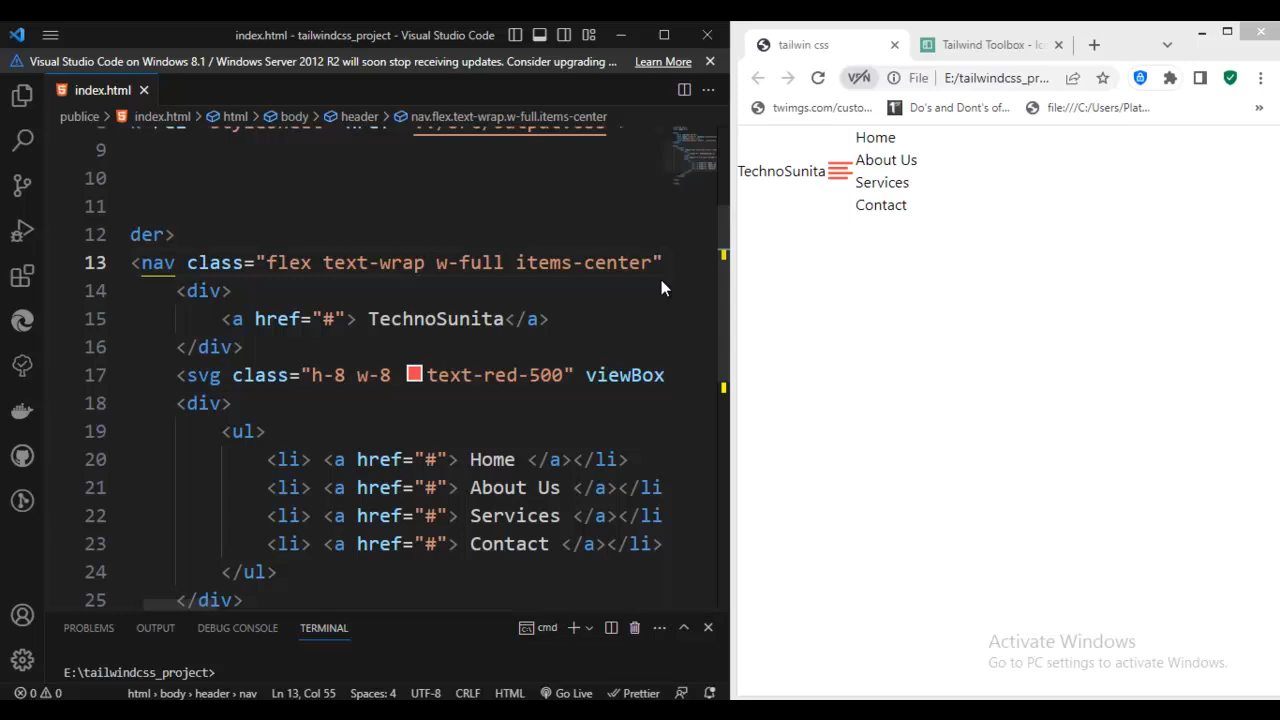 index.html - tailwindcss_project - Visual Studio Code
Visual Studio Code on Windows 8.1 / Windows Server 2012 R2 will soon stop receiving updates. Consider upgrading ... Learn More
index.html
publice > index.html > html > body > header > nav.flex.text-wrap.w-full.items-center
9
10
11
12 der>
13 <nav class="flex text-wrap w-full items-center"
14 <div>
15 <a href="#"> TechnoSunita</a>
16 </div>
17 <svg class="h-8 w-8 text-red-500" viewBox
18 <div>
19 <ul>
20 <li> <a href="#"> Home </a></li>
21 <li> <a href="#"> About Us </a></li
22 <li> <a href="#"> Services </a></li
23 <li> <a href="#"> Contact </a></li>
24 </ul>
25 </div>
PROBLEMS OUTPUT DEBUG CONSOLE TERMINAL cmd
E:\tailwindcss_project>
0 0 html > body > header > nav Ln 13, Col 55 Spaces: 4 UTF-8 CRLF HTML Go Live Prettier
tailwin css
Tailwind Toolbox - Ic
VPN File E:/tailwindcss_pr...
twimgs.com/custo... Do's and Dont's of... file:///C:/Users/Plat... »
Home
About Us
TechnoSunita
Services
Contact
Activate Windows
Go to PC settings to activate Windows.